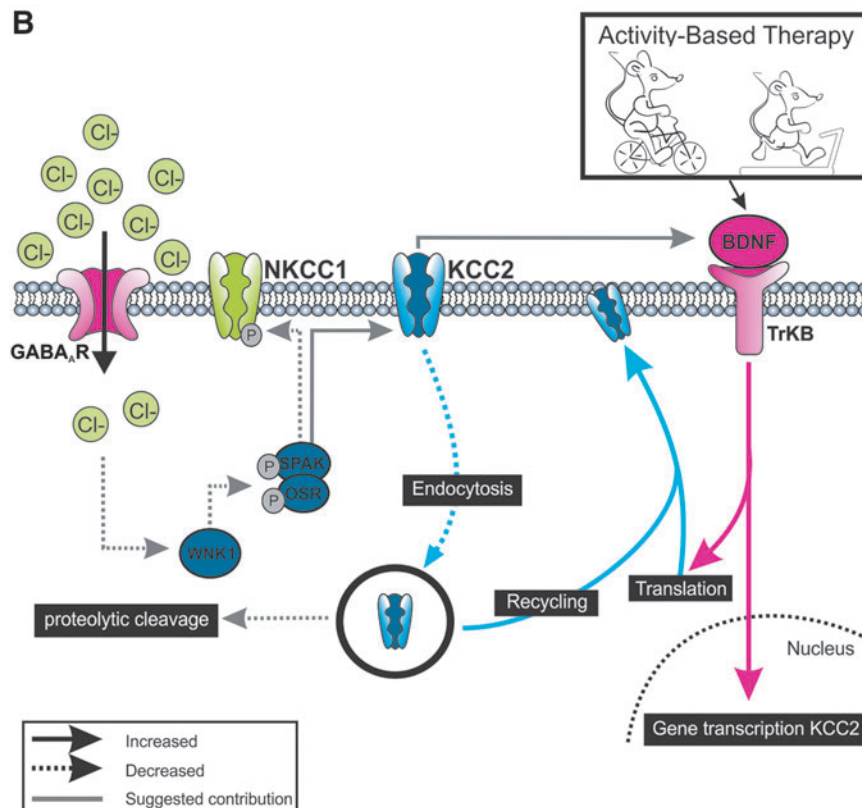 B
Activity-Based Therapy
Cl-
Cl-
Cl-
Cl-
Cl-
Cl-
Cl-
Cl-
BDNF
NKCC1
KCC2
GABA_AR
P
TrKB
Cl-
Cl-
P
SPAK
P
OSR
Endocytosis
WNK1
Recycling
Translation
proteolytic cleavage
Nucleus
Gene transcription KCC2
Increased
Decreased
Suggested contribution